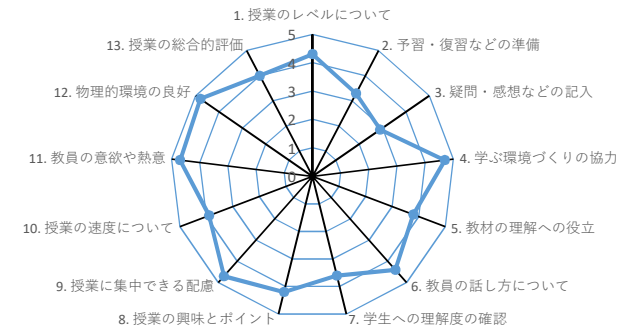 1. 授業のレベルについて
2. 予習・復習などの準備
3. 疑問・感想などの記入
4. 学ぶ環境づくりの協力
5. 教材の理解への役立
6. 教員の話し方について
7. 学生への理解度の確認
8. 授業の興味とポイント
9. 授業に集中できる配慮
10. 授業の速度について
11. 教員の意欲や熱意
12. 物理的環境の良好
13. 授業の総合的評価
5
4
3
2
1
0